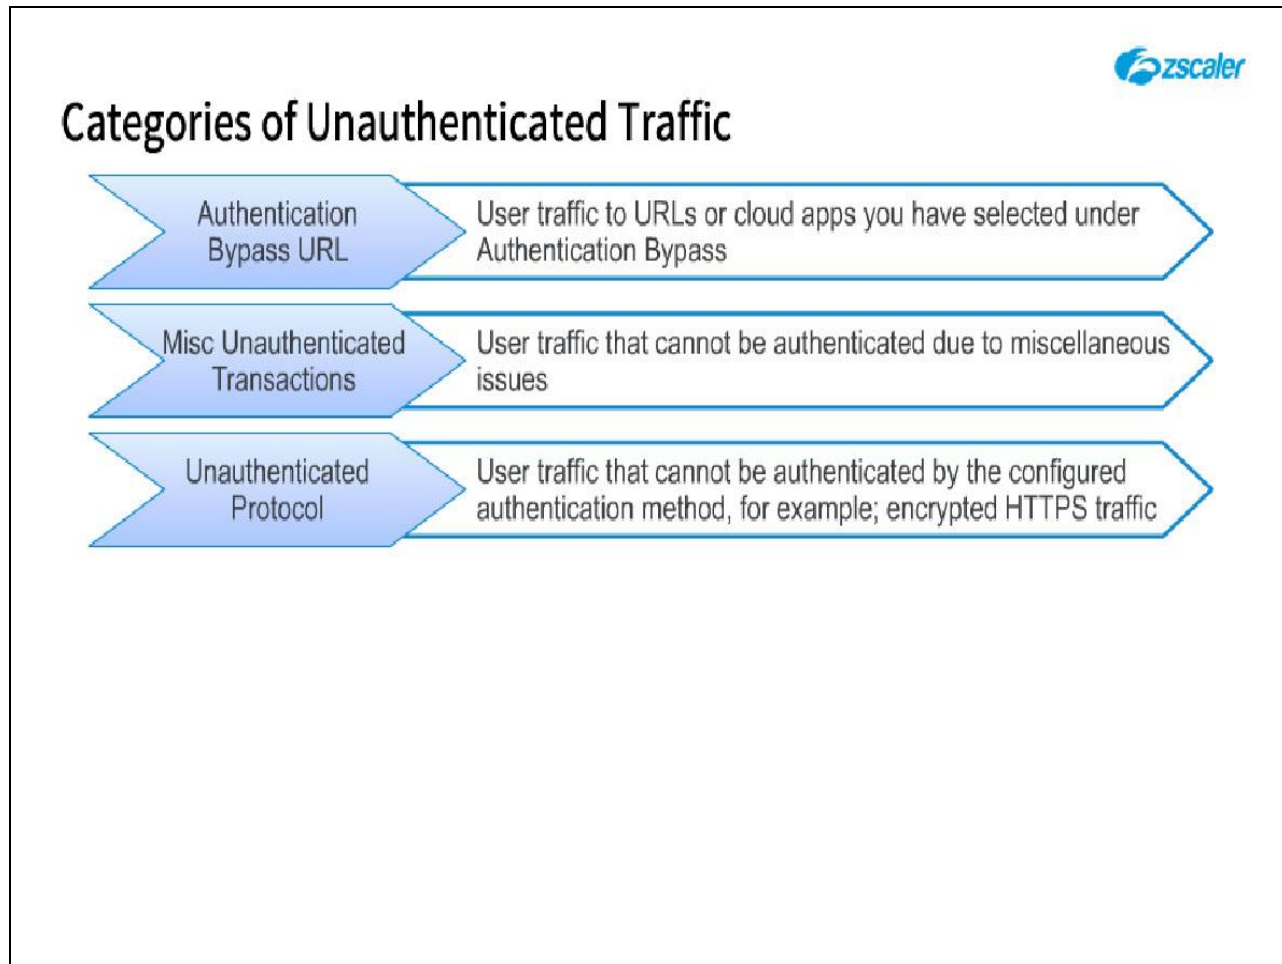 zscaler
Categories of Unauthenticated Traffic
Authentication
Bypass URL
User traffic to URLs or cloud apps you have selected under
Authentication Bypass
Misc Unauthenticated
Transactions
User traffic that cannot be authenticated due to miscellaneous
issues
Unauthenticated
Protocol
User traffic that cannot be authenticated by the configured
authentication method, for example; encrypted HTTPS traffic